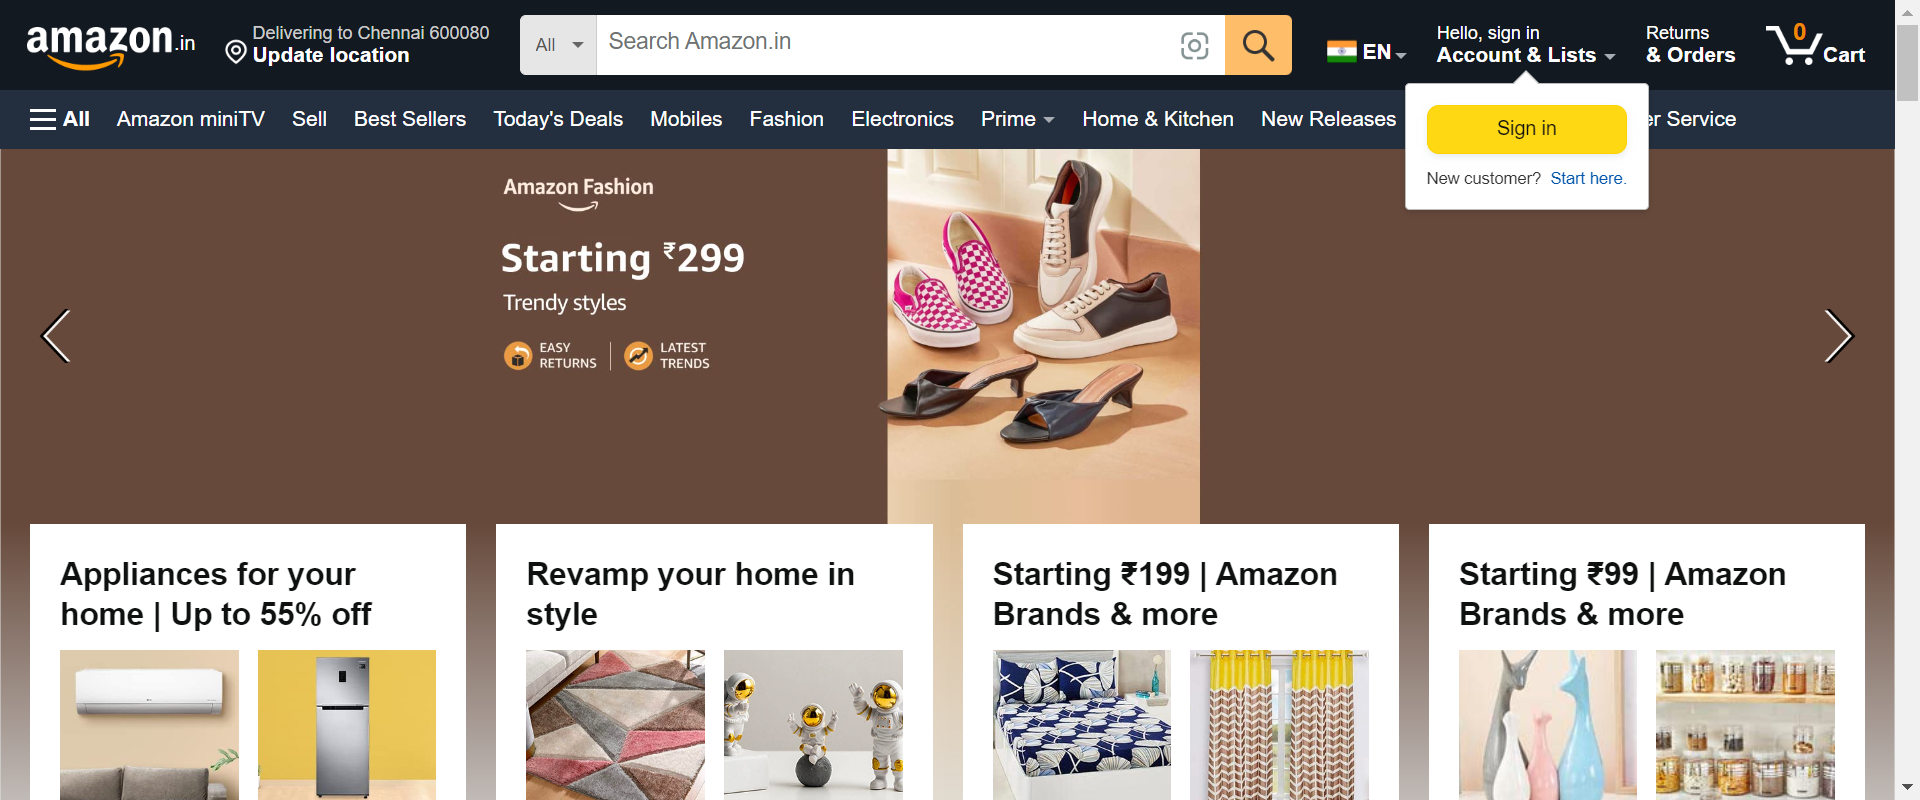 amazon.in
Delivering to Chennai 600080
Update location
All
Search Amazon.in
EN
Hello, sign in
Account & Lists
Returns
& Orders
0
Cart
All
Amazon miniTV
Sell
Best Sellers
Today's Deals
Mobiles
Fashion
Electronics
Prime
Home & Kitchen
New Releases
er Service
Sign in
New customer? Start here.
Amazon Fashion
Starting ₹299
Trendy styles
EASY
RETURNS
LATEST
TRENDS
Appliances for your
home | Up to 55% off
Revamp your home in
style
Starting ₹199 | Amazon
Brands & more
Starting ₹99 | Amazon
Brands & more